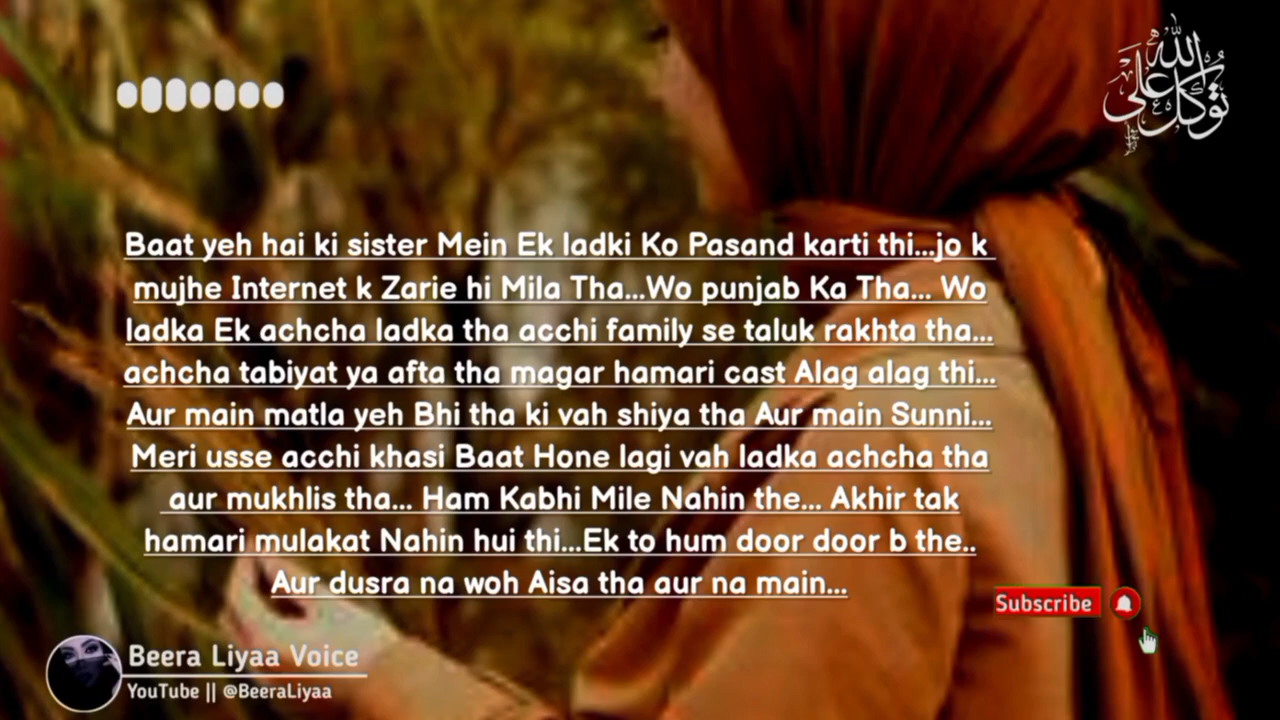 توكل على الله
Baat yeh hai ki sister Mein Ek ladki Ko Pasand karti thi...jo k
mujhe Internet k Zarie hi Mila Tha...Wo punjab Ka Tha... Wo
ladka Ek achcha ladka tha acchi family se taluk rakhta tha...
achcha tabiyat ya afta tha magar hamari cast Alag alag thi...
Aur main matla yeh Bhi tha ki vah shiya tha Aur main Sunni...
Meri usse acchi khasi Baat Hone lagi vah ladka achcha tha
aur mukhlis tha... Ham Kabhi Mile Nahin the... Akhir tak
hamari mulakat Nahin hui thi...Ek to hum door door b the..
Aur dusra na woh Aisa tha aur na main...
Subscribe
Beera Liyaa Voice
YouTube || @BeeraLiyaa